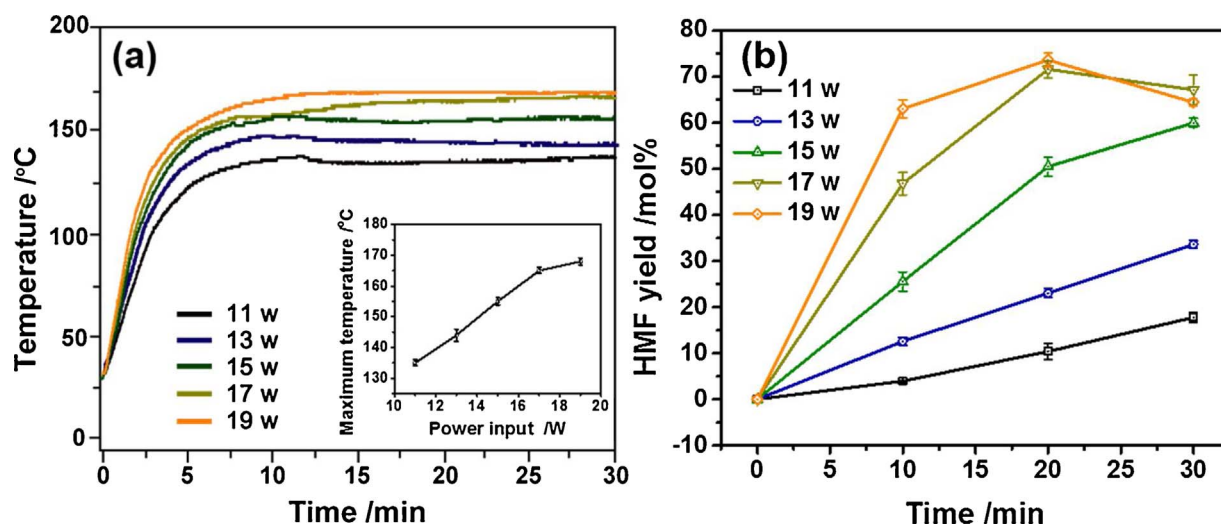 (a)
Temperature /°C
200
150
100
50
0
11 w
13 w
15 w
17 w
19 w
Maximum temperature /°C
180
170
160
150
140
130
10 12 14 16 18 20
Power input /W
0 2.5 5 10 15 20 25 30
Time /min
(b)
HMF yield /mol%
80
70
60
50
40
30
20
10
0
-10
11 w
13 w
15 w
17 w
19 w
0 5 10 5 20 25 30
Time /min